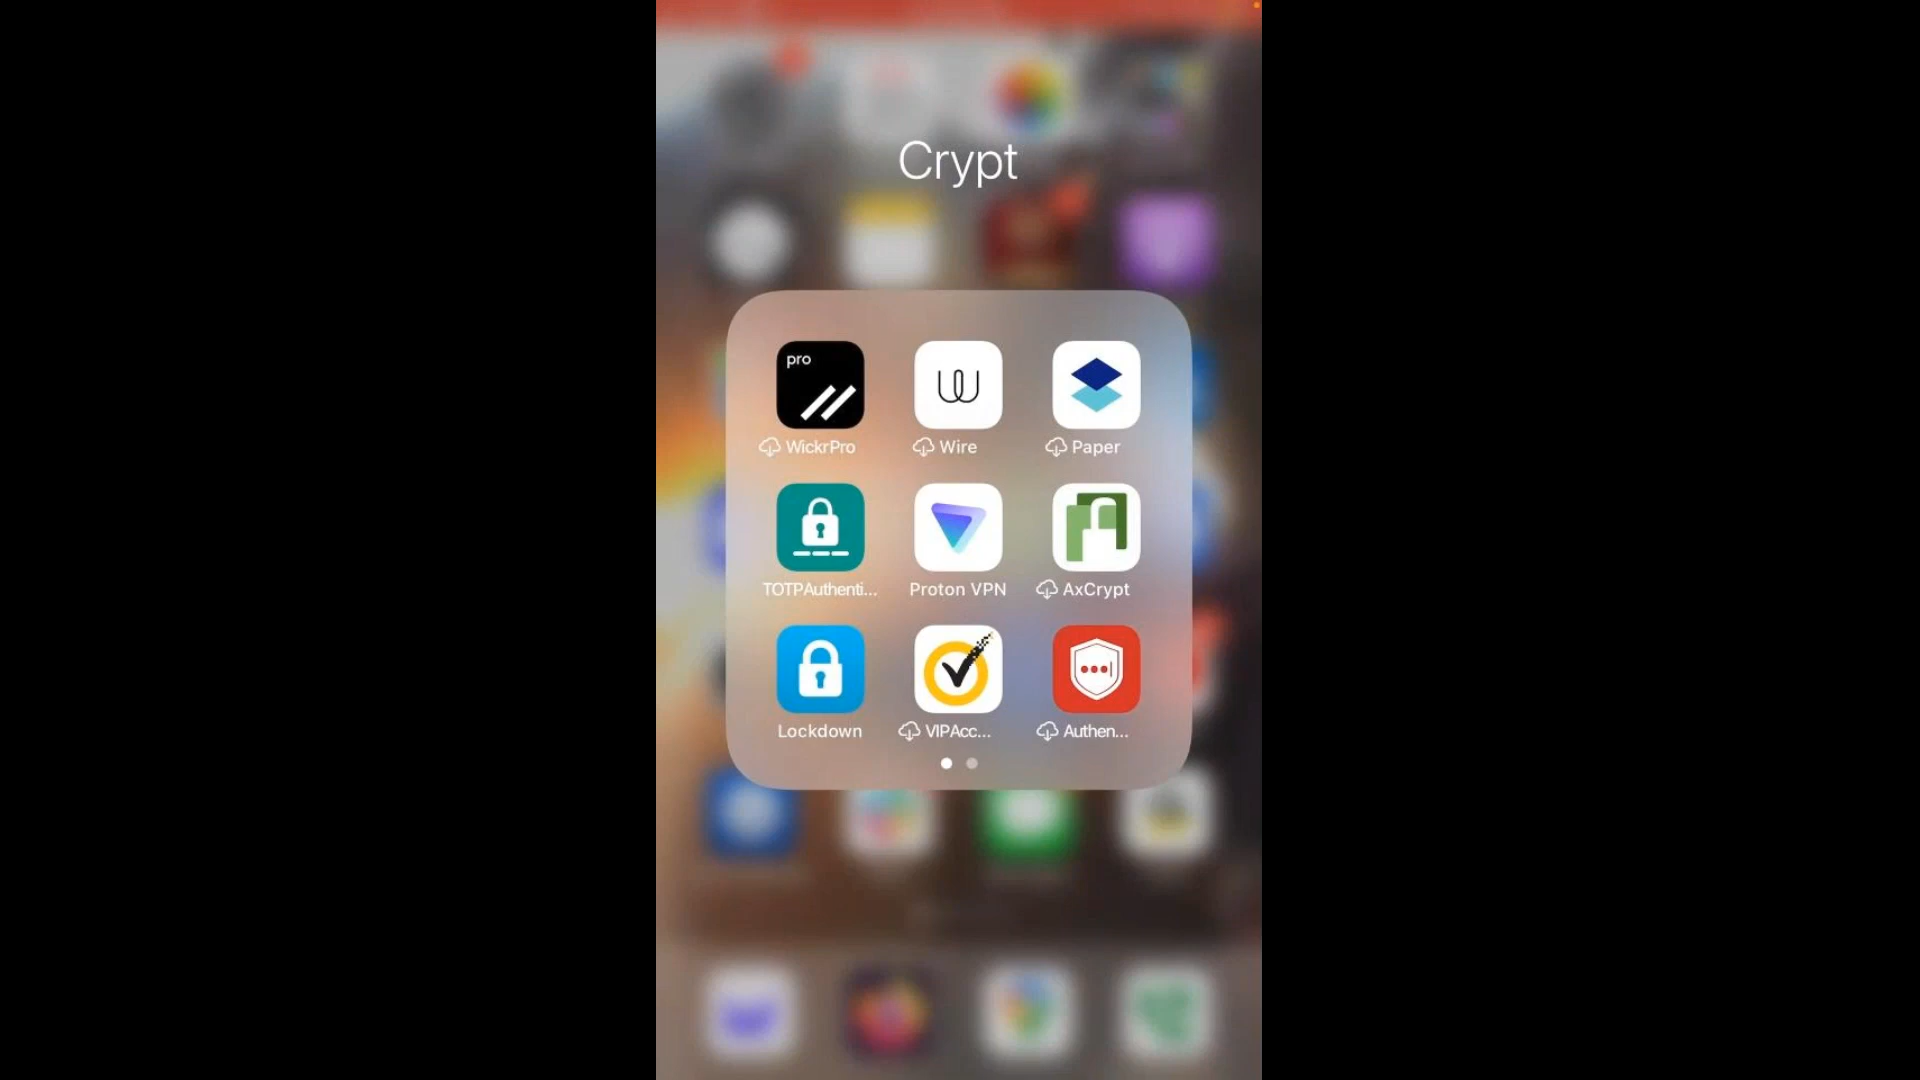 Crypt
pro
WickrPro
Wire
Paper
TOTPAuthenti...
Proton VPN
AxCrypt
Lockdown
VIPAcc...
Authen...